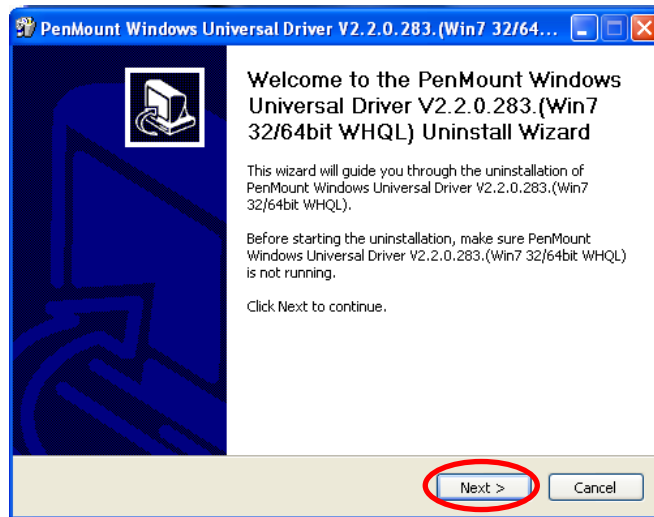 PenMount Windows Universal Driver V2.2.0.283.(Win7 32/64...
Welcome to the PenMount Windows
Universal Driver V2.2.0.283.(Win7
32/64bit WHQL) Uninstall Wizard
This wizard will guide you through the uninstallation of
PenMount Windows Universal Driver V2.2.0.283.(Win7
32/64bit WHQL).
Before starting the uninstallation, make sure PenMount
Windows Universal Driver V2.2.0.283.(Win7 32/64bit WHQL)
is not running.
Click Next to continue.
Next >
Cancel